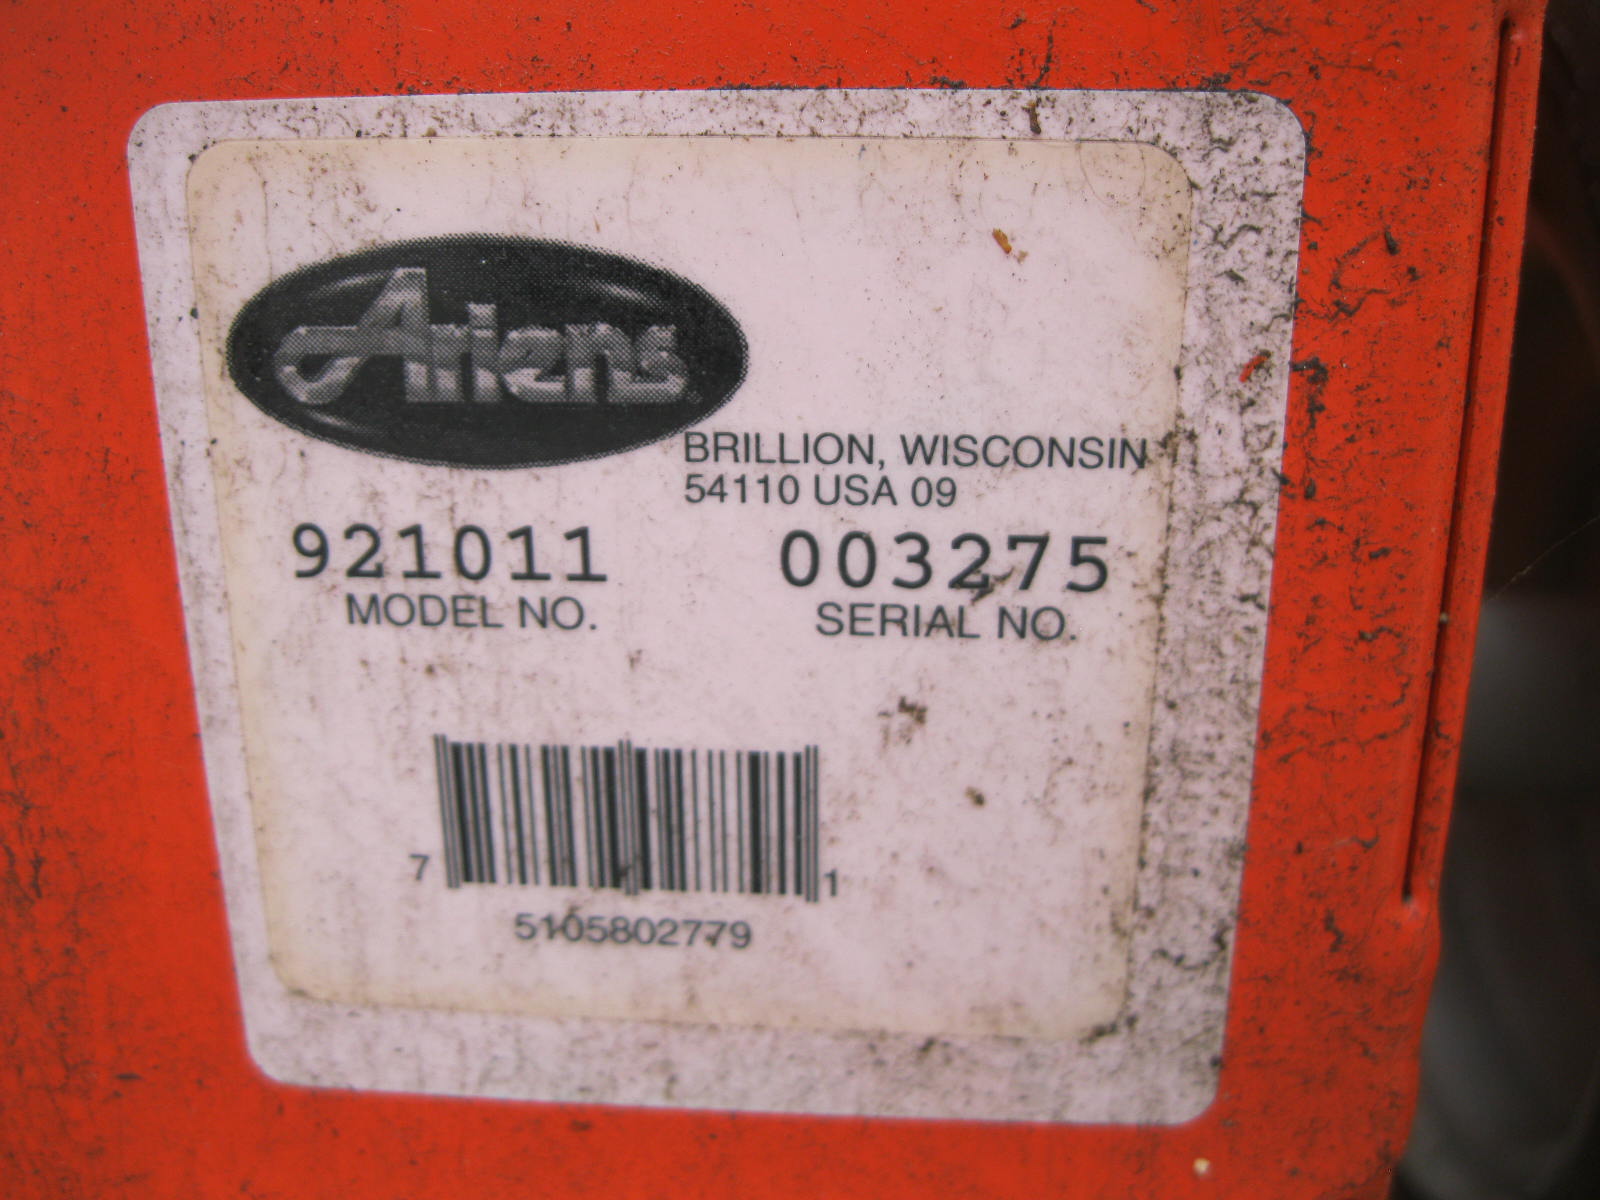 Ariens
BRILLION, WISCONSIN
54110 USA 09
921011 003275
MODEL NO. SERIAL NO.
7 1
5105802779